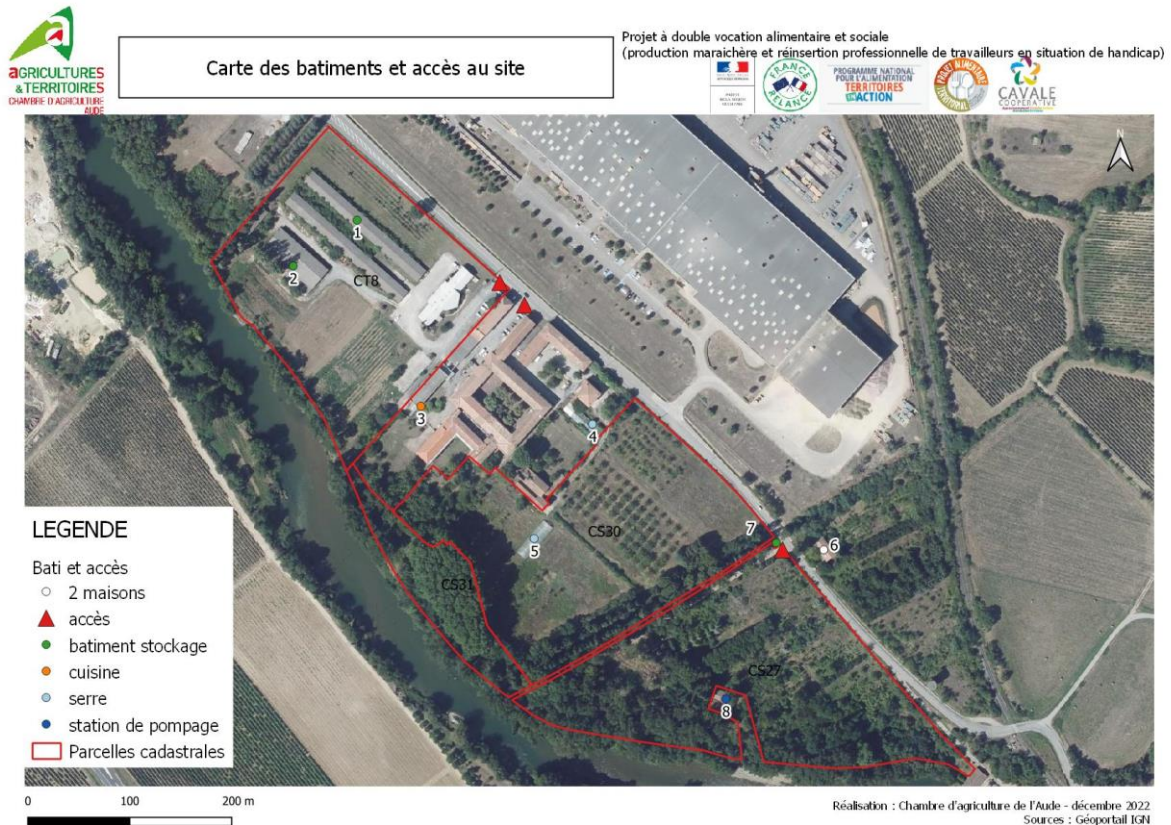 aGRICULTURES
& TERRITOIRES
CHAMBRE D'AGRICULTURE
AUDE
Carte des batiments et accès au site
Projet à double vocation alimentaire et sociale
(production maraichère et réinsertion professionnelle de travailleurs en situation de handicap)
FRANCE
RELANCE
PROGRAMME NATIONAL
POUR L'ALIMENTATION
TERRITOIRES
EN ACTION
PROJET ALIMENTAIRE
TERRITORIAL
CAVALE
COOPERATIVE
N
1
2
CT8
3
4
5
CS30
7
6
CS31
CS27
8
LEGENDE
Bati et accès
2 maisons
accès
batiment stockage
cuisine
serre
station de pompage
Parcelles cadastrales
0 100 200 m
Réalisation : Chambre d'agriculture de l'Aude - décembre 2022
Sources : Géoportail IGN